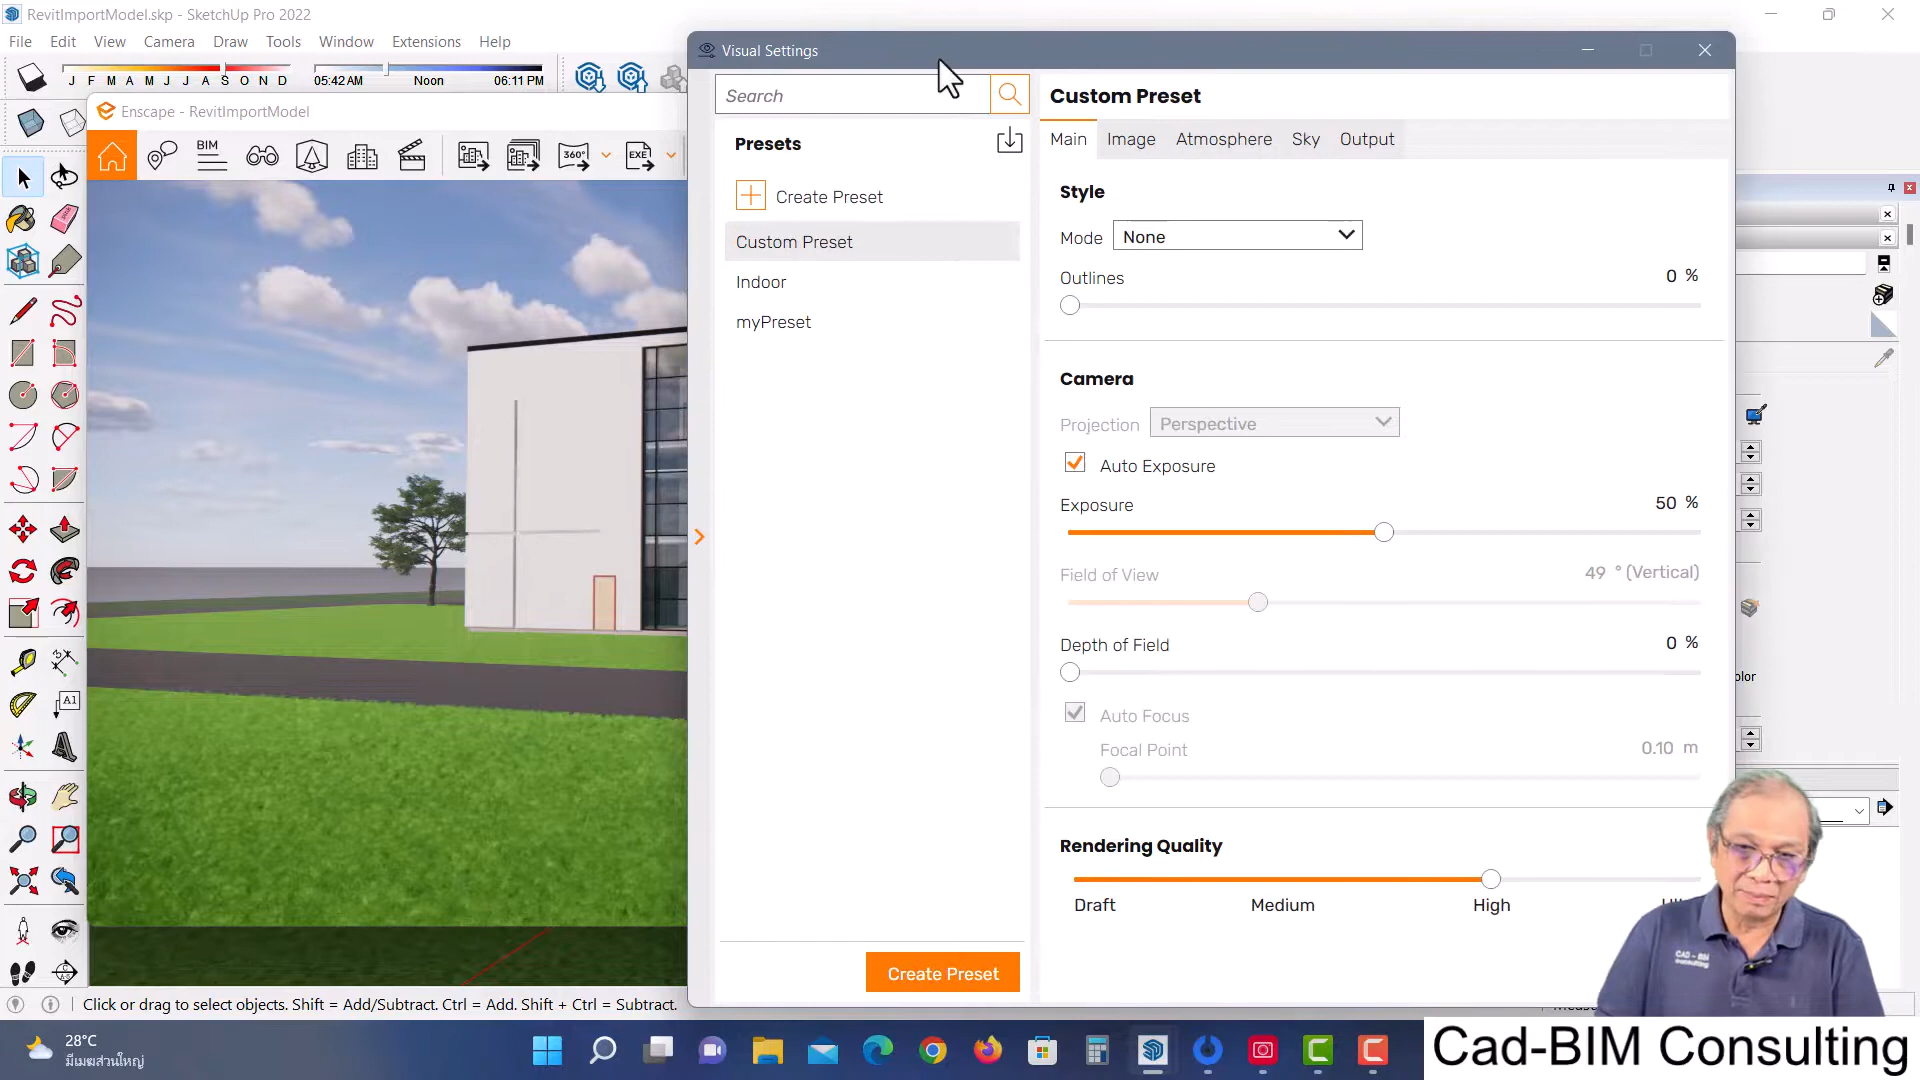 RevitImportModel.skp - SketchUp Pro 2022
File Edit View Camera Draw Tools Window Extensions Help
J F M A M J J A S O N D
05:42 AM Noon 06:11 PM
Enscape - RevitImportModel
BIM
360°
EXE
A1
Visual Settings
Search
Presets
Create Preset
Custom Preset
Indoor
myPreset
Create Preset
Custom Preset
Main Image Atmosphere Sky Output
Style
Mode None
Outlines 0 %
Camera
Projection Perspective
Auto Exposure
Exposure 50 %
Field of View 49 ° (Vertical)
Depth of Field 0 %
Auto Focus
Focal Point 0.10 m
Rendering Quality
Draft Medium High
olor
CAD - BIM
consulting
Click or drag to select objects. Shift = Add/Subtract. Ctrl = Add. Shift + Ctrl = Subtract.
28°C
มีเมฆส่วนใหญ่
Cad-BIM Consulting